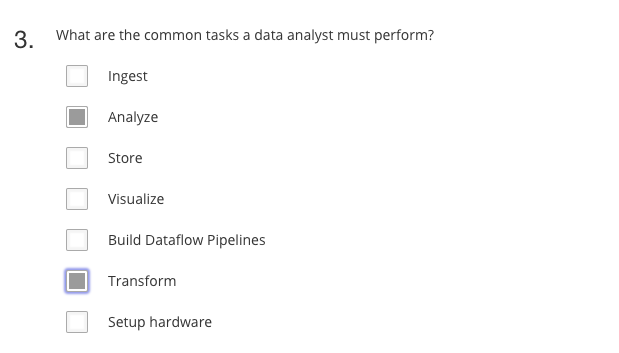 3. What are the common tasks a data analyst must perform?
Ingest
Analyze
Store
Visualize
Build Dataflow Pipelines
Transform
Setup hardware